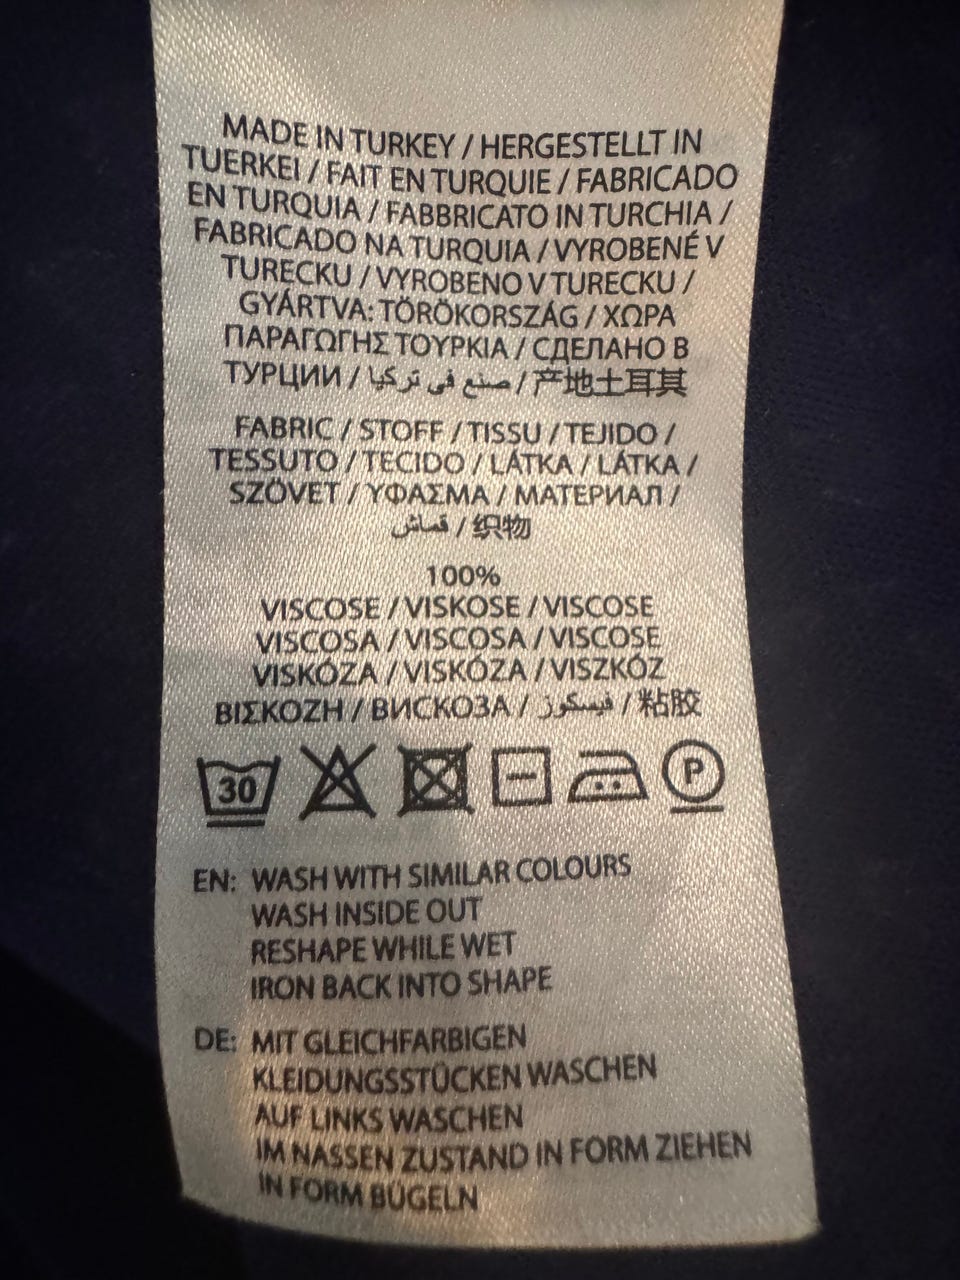 MADE IN TURKEY / HERGESTELLT IN
TUERKEI / FAIT EN TURQUIE / FABRICADO
EN TURQUIA / FABBRICATO IN TURCHIA /
FABRICADO NA TURQUIA / VYROBENÉ V
TURECKU / VYROBENO V TURECKU /
GYÁRTVA: TÖRÖKORSZÁG / ΧΩΡΑ
ΠΑΡΑΓΩΓΗΣ ΤΟΥΡΚΙΑ / СДЕЛАНО В
ТУРЦИИ / صنع في تركيا / 产地土耳其
FABRIC / STOFF / TISSU / TEJIDO /
TESSUTO / TECIDO / LÁTKA / LÁTKA /
SZÖVET / ΥΦΑΣΜΑ / МАТЕРИАЛ /
قماش / 织物
100%
VISCOSE / VISKOSE / VISCOSE
VISCOSA / VISCOSA / VISCOSE
VISKÓZA / VISKÓZA / VISZKÓZ
ΒΙΣΚΟΖΗ / ВИСКОЗА / فيسكوز / 粘胶
30 P
EN: WASH WITH SIMILAR COLOURS
WASH INSIDE OUT
RESHAPE WHILE WET
IRON BACK INTO SHAPE
DE: MIT GLEICHFARBIGEN
KLEIDUNGSSTÜCKEN WASCHEN
AUF LINKS WASCHEN
IM NASSEN ZUSTAND IN FORM ZIEHEN
IN FORM BÜGELN